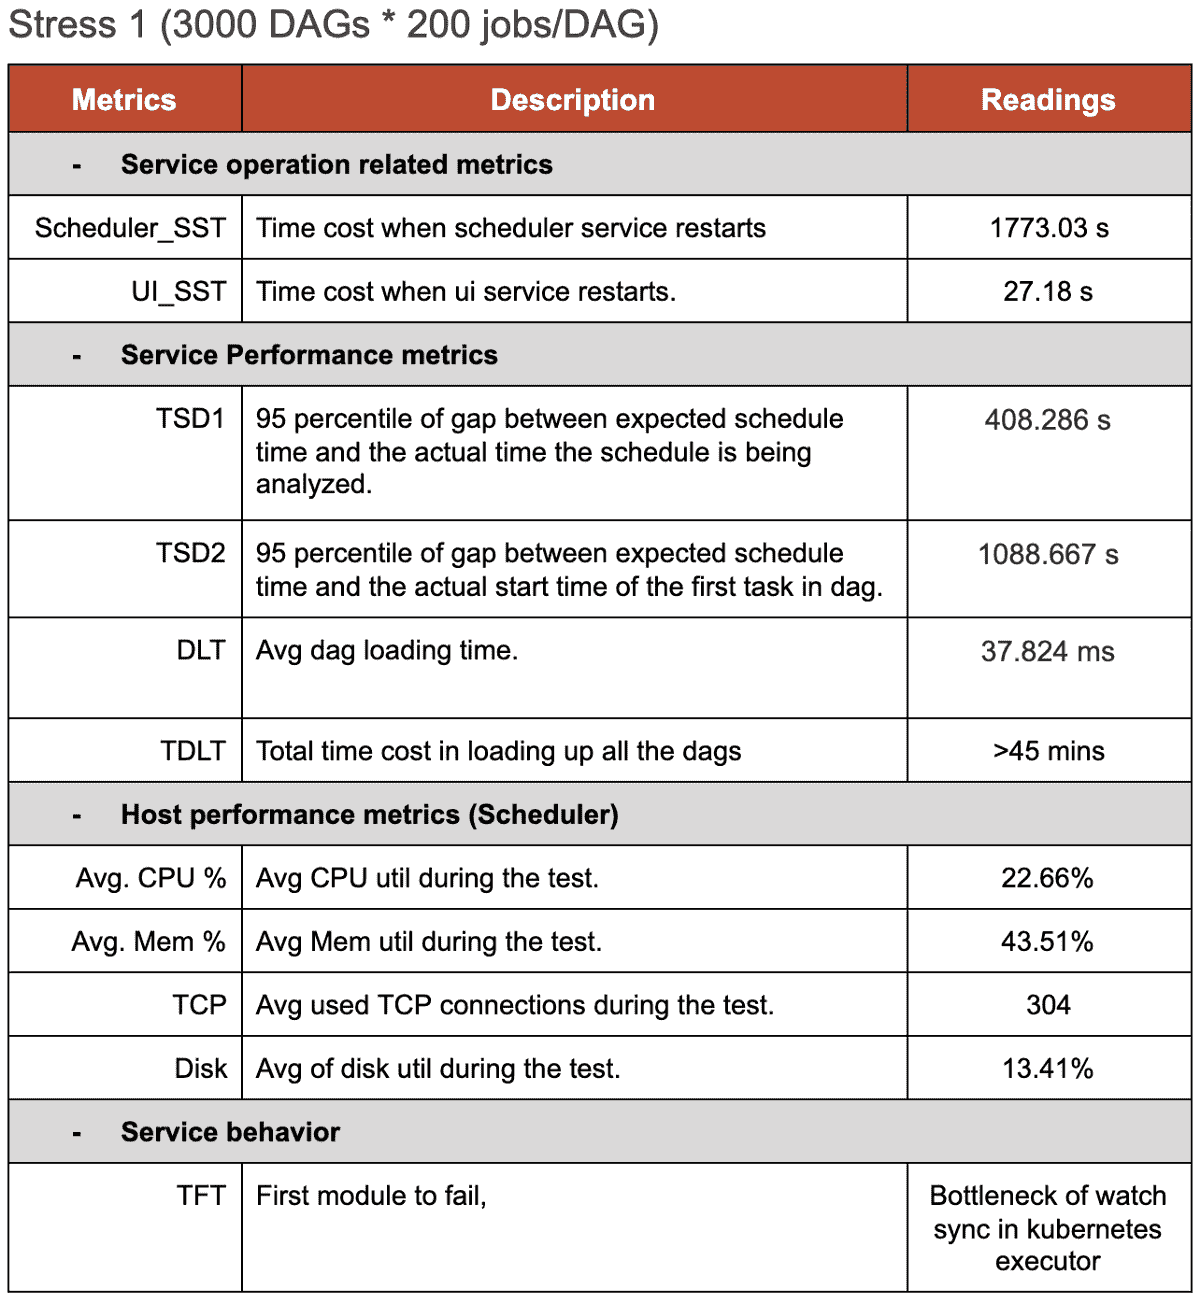 Stress 1 (3000 DAGs * 200 jobs/DAG)
Metrics Description Readings
- Service operation related metrics
Scheduler_SST Time cost when scheduler service restarts 1773.03 s
UI_SST Time cost when ui service restarts. 27.18 s
- Service Performance metrics
TSD1 95 percentile of gap between expected schedule 408.286 s
time and the actual time the schedule is being
analyzed.
TSD2 95 percentile of gap between expected schedule 1088.667 s
time and the actual start time of the first task in dag.
DLT Avg dag loading time. 37.824 ms
TDLT Total time cost in loading up all the dags >45 mins
- Host performance metrics (Scheduler)
Avg. CPU % Avg CPU util during the test. 22.66%
Avg. Mem % Avg Mem util during the test. 43.51%
TCP Avg used TCP connections during the test. 304
Disk Avg of disk util during the test. 13.41%
- Service behavior
TFT First module to fail, Bottleneck of watch
sync in kubernetes
executor